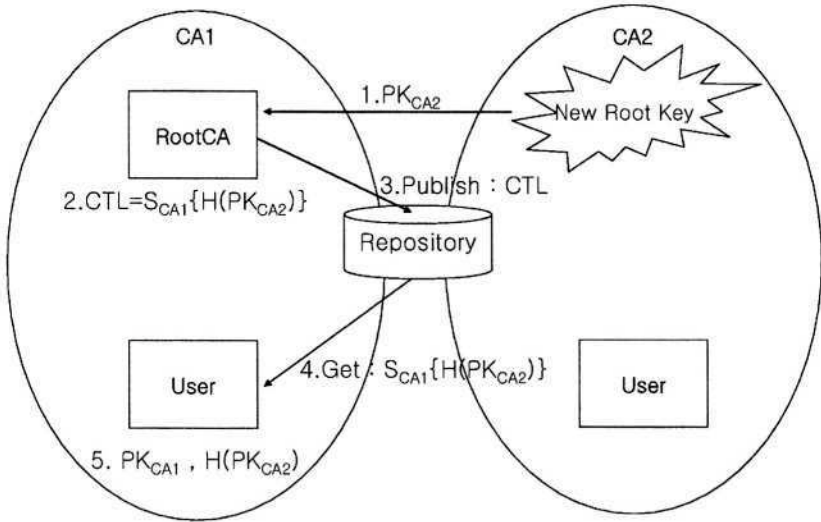 CA1
CA2
1.PK_CA2
New Root Key
RootCA
3.Publish : CTL
2.CTL=S_CA1{H(PK_CA2)}
Repository
User
4.Get : S_CA1{H(PK_CA2)}
User
5. PK_CA1 , H(PK_CA2)